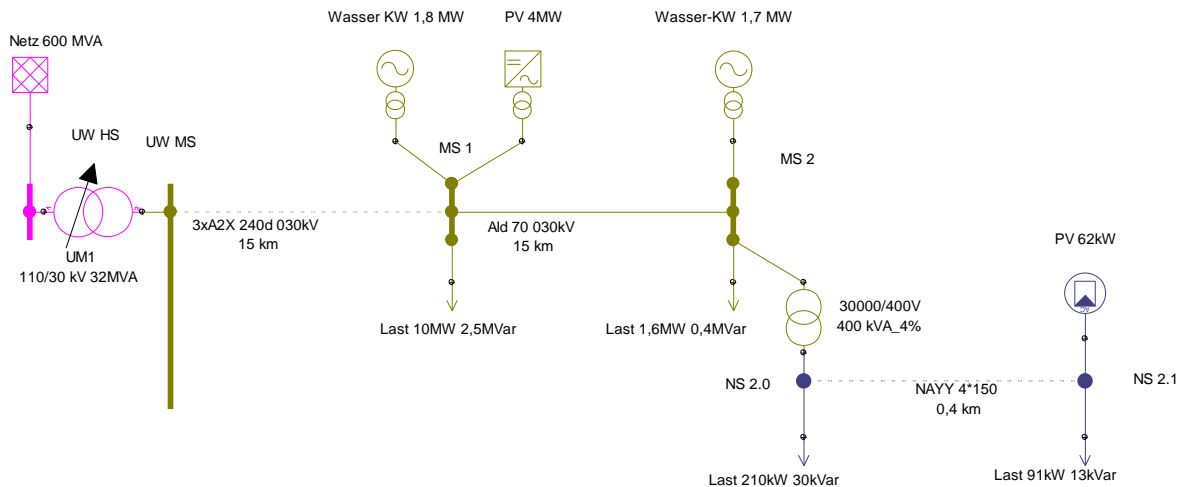 Wasser KW 1,8 MW
PV 4MW
Wasser-KW 1,7 MW
Netz 600 MVA
UW HS
UW MS
MS 1
MS 2
3xA2X 240d 030kV
15 km
Ald 70 030kV
15 km
PV 62kW
UM1
110/30 kV 32MVA
30000/400V
400 kVA_4%
Last 10MW 2,5MVar
Last 1,6MW 0,4MVar
NS 2.0
NAYY 4*150
0,4 km
NS 2.1
Last 210kW 30kVar
Last 91kW 13kVar